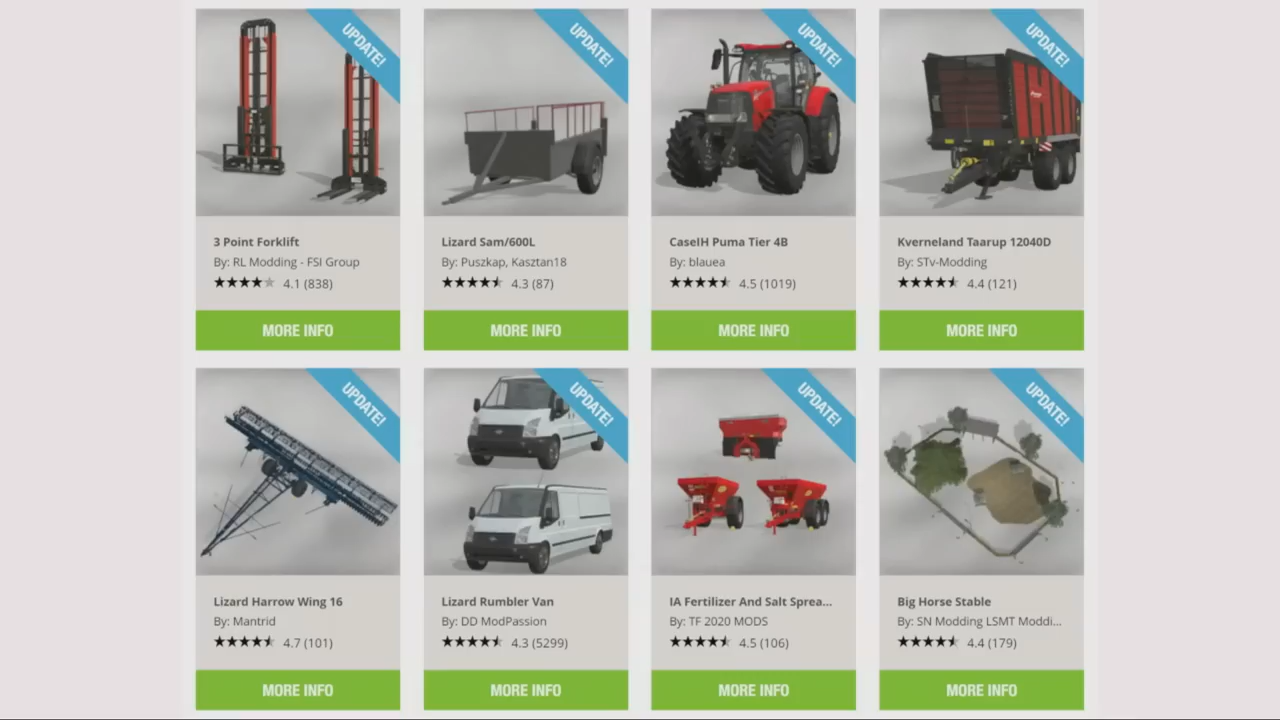 UPDATE!
UPDATE!
UPDATE!
UPDATE!
3 Point Forklift
By: RL Modding - FSI Group
4.1 (838)
MORE INFO
Lizard Sam/600L
By: Puszkap, Kasztan18
4.3 (87)
MORE INFO
CaseIH Puma Tier 4B
By: blauea
4.5 (1019)
MORE INFO
Kverneland Taarup 12040D
By: STv-Modding
4.4 (121)
MORE INFO
UPDATE!
UPDATE!
UPDATE!
UPDATE!
Lizard Harrow Wing 16
By: Mantrid
4.7 (101)
MORE INFO
Lizard Rumbler Van
By: DD ModPassion
4.3 (5299)
MORE INFO
IA Fertilizer And Salt Sprea...
By: TF 2020 MODS
4.5 (106)
MORE INFO
Big Horse Stable
By: SN Modding LSMT Moddi...
4.4 (179)
MORE INFO